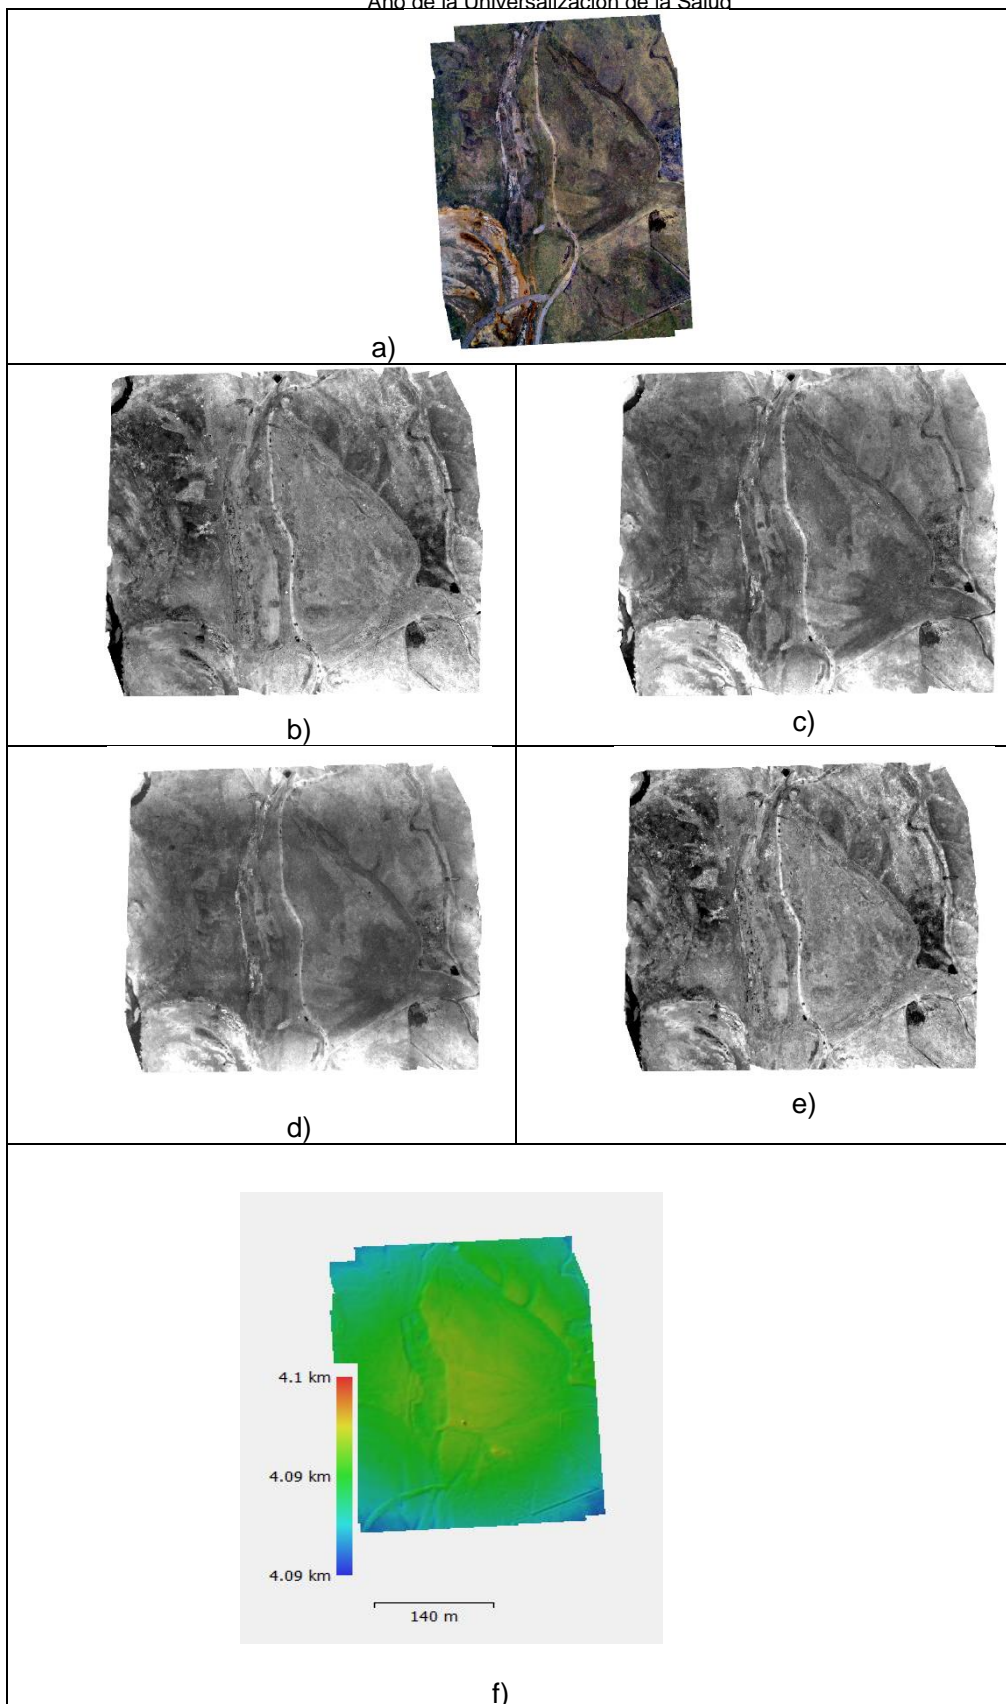 Año de la Universalización de la Salud
a)
b)
c)
d)
e)
4.1 km
4.09 km
4.09 km
140 m
f)